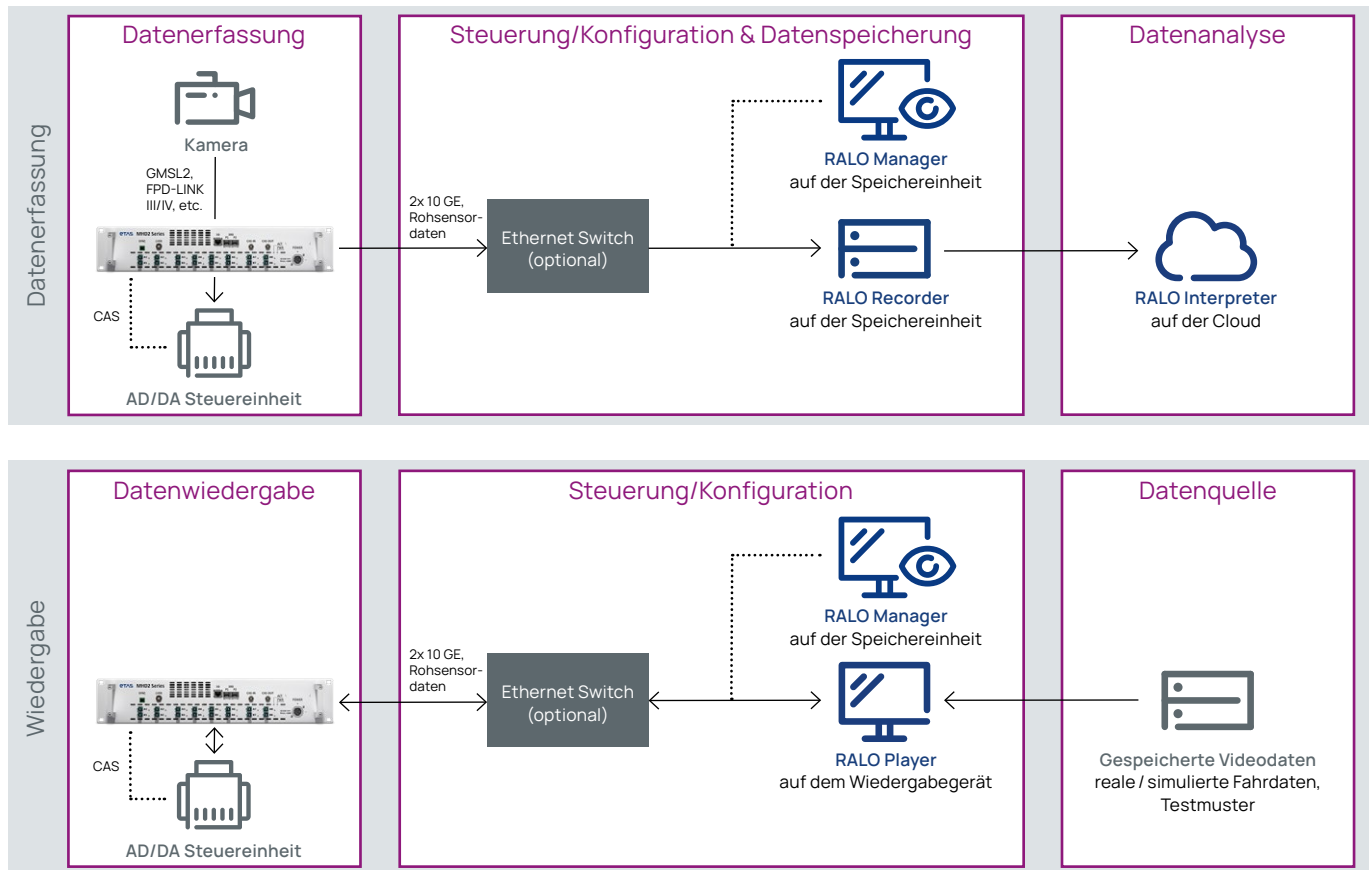 Datenerfassung
Datenerfassung
Kamera
GMSL2,
FPD-LINK
III/IV, etc.
ETAS NRH02 Series
CAS
AD/DA Steuereinheit
Steuerung/Konfiguration & Datenspeicherung
2x 10 GE,
Rohsensor-
daten
Ethernet Switch
(optional)
RALO Manager
auf der Speichereinheit
RALO Recorder
auf der Speichereinheit
Datenanalyse
RALO Interpreter
auf der Cloud
Wiedergabe
Datenwiedergabe
CAS
AD/DA Steuereinheit
Steuerung/Konfiguration
2x 10 GE,
Rohsensor-
daten
Ethernet Switch
(optional)
RALO Manager
auf der Speichereinheit
RALO Player
auf dem Wiedergabegerät
Datenquelle
Gespeicherte Videodaten
reale / simulierte Fahrdaten,
Testmuster